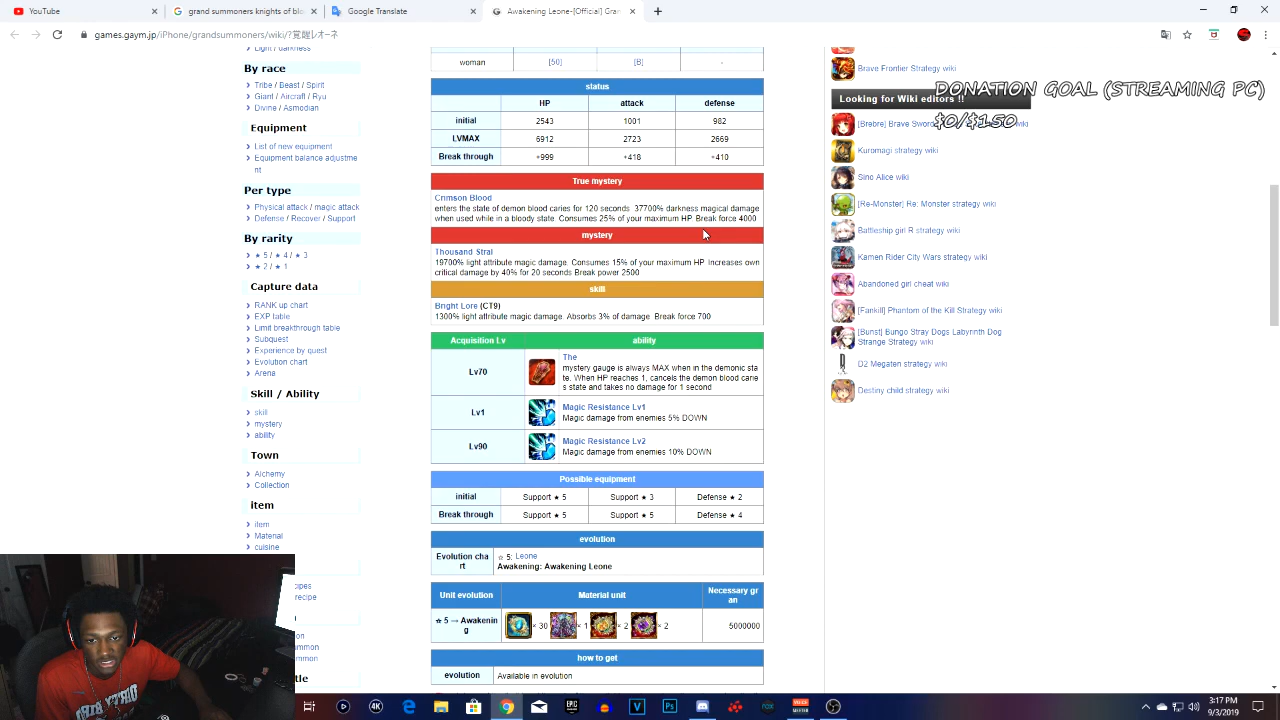 YouTube
grand summoners knights of blo
Google Translate
Grave Awakening Leone-[Official] Gra
games.gaym.jp/iPhone/grandsummoners/wiki/?覚醒レオーネ
Light / darkness
By race
Tribe / Beast / Spirit
Giant / Aircraft / Ryu
Divine / Asmodian
Equipment
List of new equipment
Equipment balance adjustme
nt
Per type
Physical attack / magic attack
Defense / Recover / Support
By rarity
★ 5 / ★ 4 / ★ 3
★ 2 / ★ 1
Capture data
RANK up chart
EXP table
Limit breakthrough table
Subquest
Experience by quest
Evolution chart
Arena
Skill / Ability
skill
mystery
ability
Town
Alchemy
Collection
item
item
Material
cuisine
cipes
recipe
on
ummon
mmon
tle
woman [50] [B] -
status
HP attack defense
initial 2543 1001 982
LVMAX 6912 2723 2669
Break through +999 +418 +410
True mystery
Crimson Blood
enters the state of demon blood caries for 120 seconds 37700% darkness magical damage
when used while in a bloody state. Consumes 25% of your maximum HP Break force 4000
mystery
Thousand Stral
19700% light attribute magic damage. Consumes 15% of your maximum HP Increases own
critical damage by 40% for 20 seconds Break power 2500
skill
Bright Lore (CT9)
1300% light attribute magic damage. Absorbs 3% of damage Break force 700
Acquisition Lv ability
Lv70
The
mystery gauge is always MAX when in the demonic sta
te. When HP reaches 1, cancels the demon blood carie
s state and takes no damage for 1 second
Lv1
Magic Resistance Lv1
Magic damage from enemies 5% DOWN
Lv90
Magic Resistance Lv2
Magic damage from enemies 10% DOWN
Possible equipment
initial Support ★ 5 Support ★ 3 Defense ★ 2
Break through Support ★ 5 Support ★ 5 Defense ★ 4
evolution
Evolution cha
rt
☆ 5: Leone
Awakening: Awakening Leone
Unit evolution Material unit Necessary gr
an
☆ 5 → Awakenin
g
× 30 × 1 × 2 × 2 5000000
how to get
evolution Available in evolution
Brave Frontier Strategy wiki
DONATION GOAL (STREAMING PC)
$0/$150
Looking for Wiki editors !!
[Brebre] Brave Sword wiki
Kuromagi strategy wiki
Sino Alice wiki
[Re-Monster] Re: Monster strategy wiki
Battleship girl R strategy wiki
Kamen Rider City Wars strategy wiki
Abandoned girl cheat wiki
[Fankill] Phantom of the Kill Strategy wiki
[Bunst] Bungo Stray Dogs Labyrinth Dog
Strange Strategy wiki
D2 Megaten strategy wiki
Destiny child strategy wiki
3:17 PM
9/3/2019